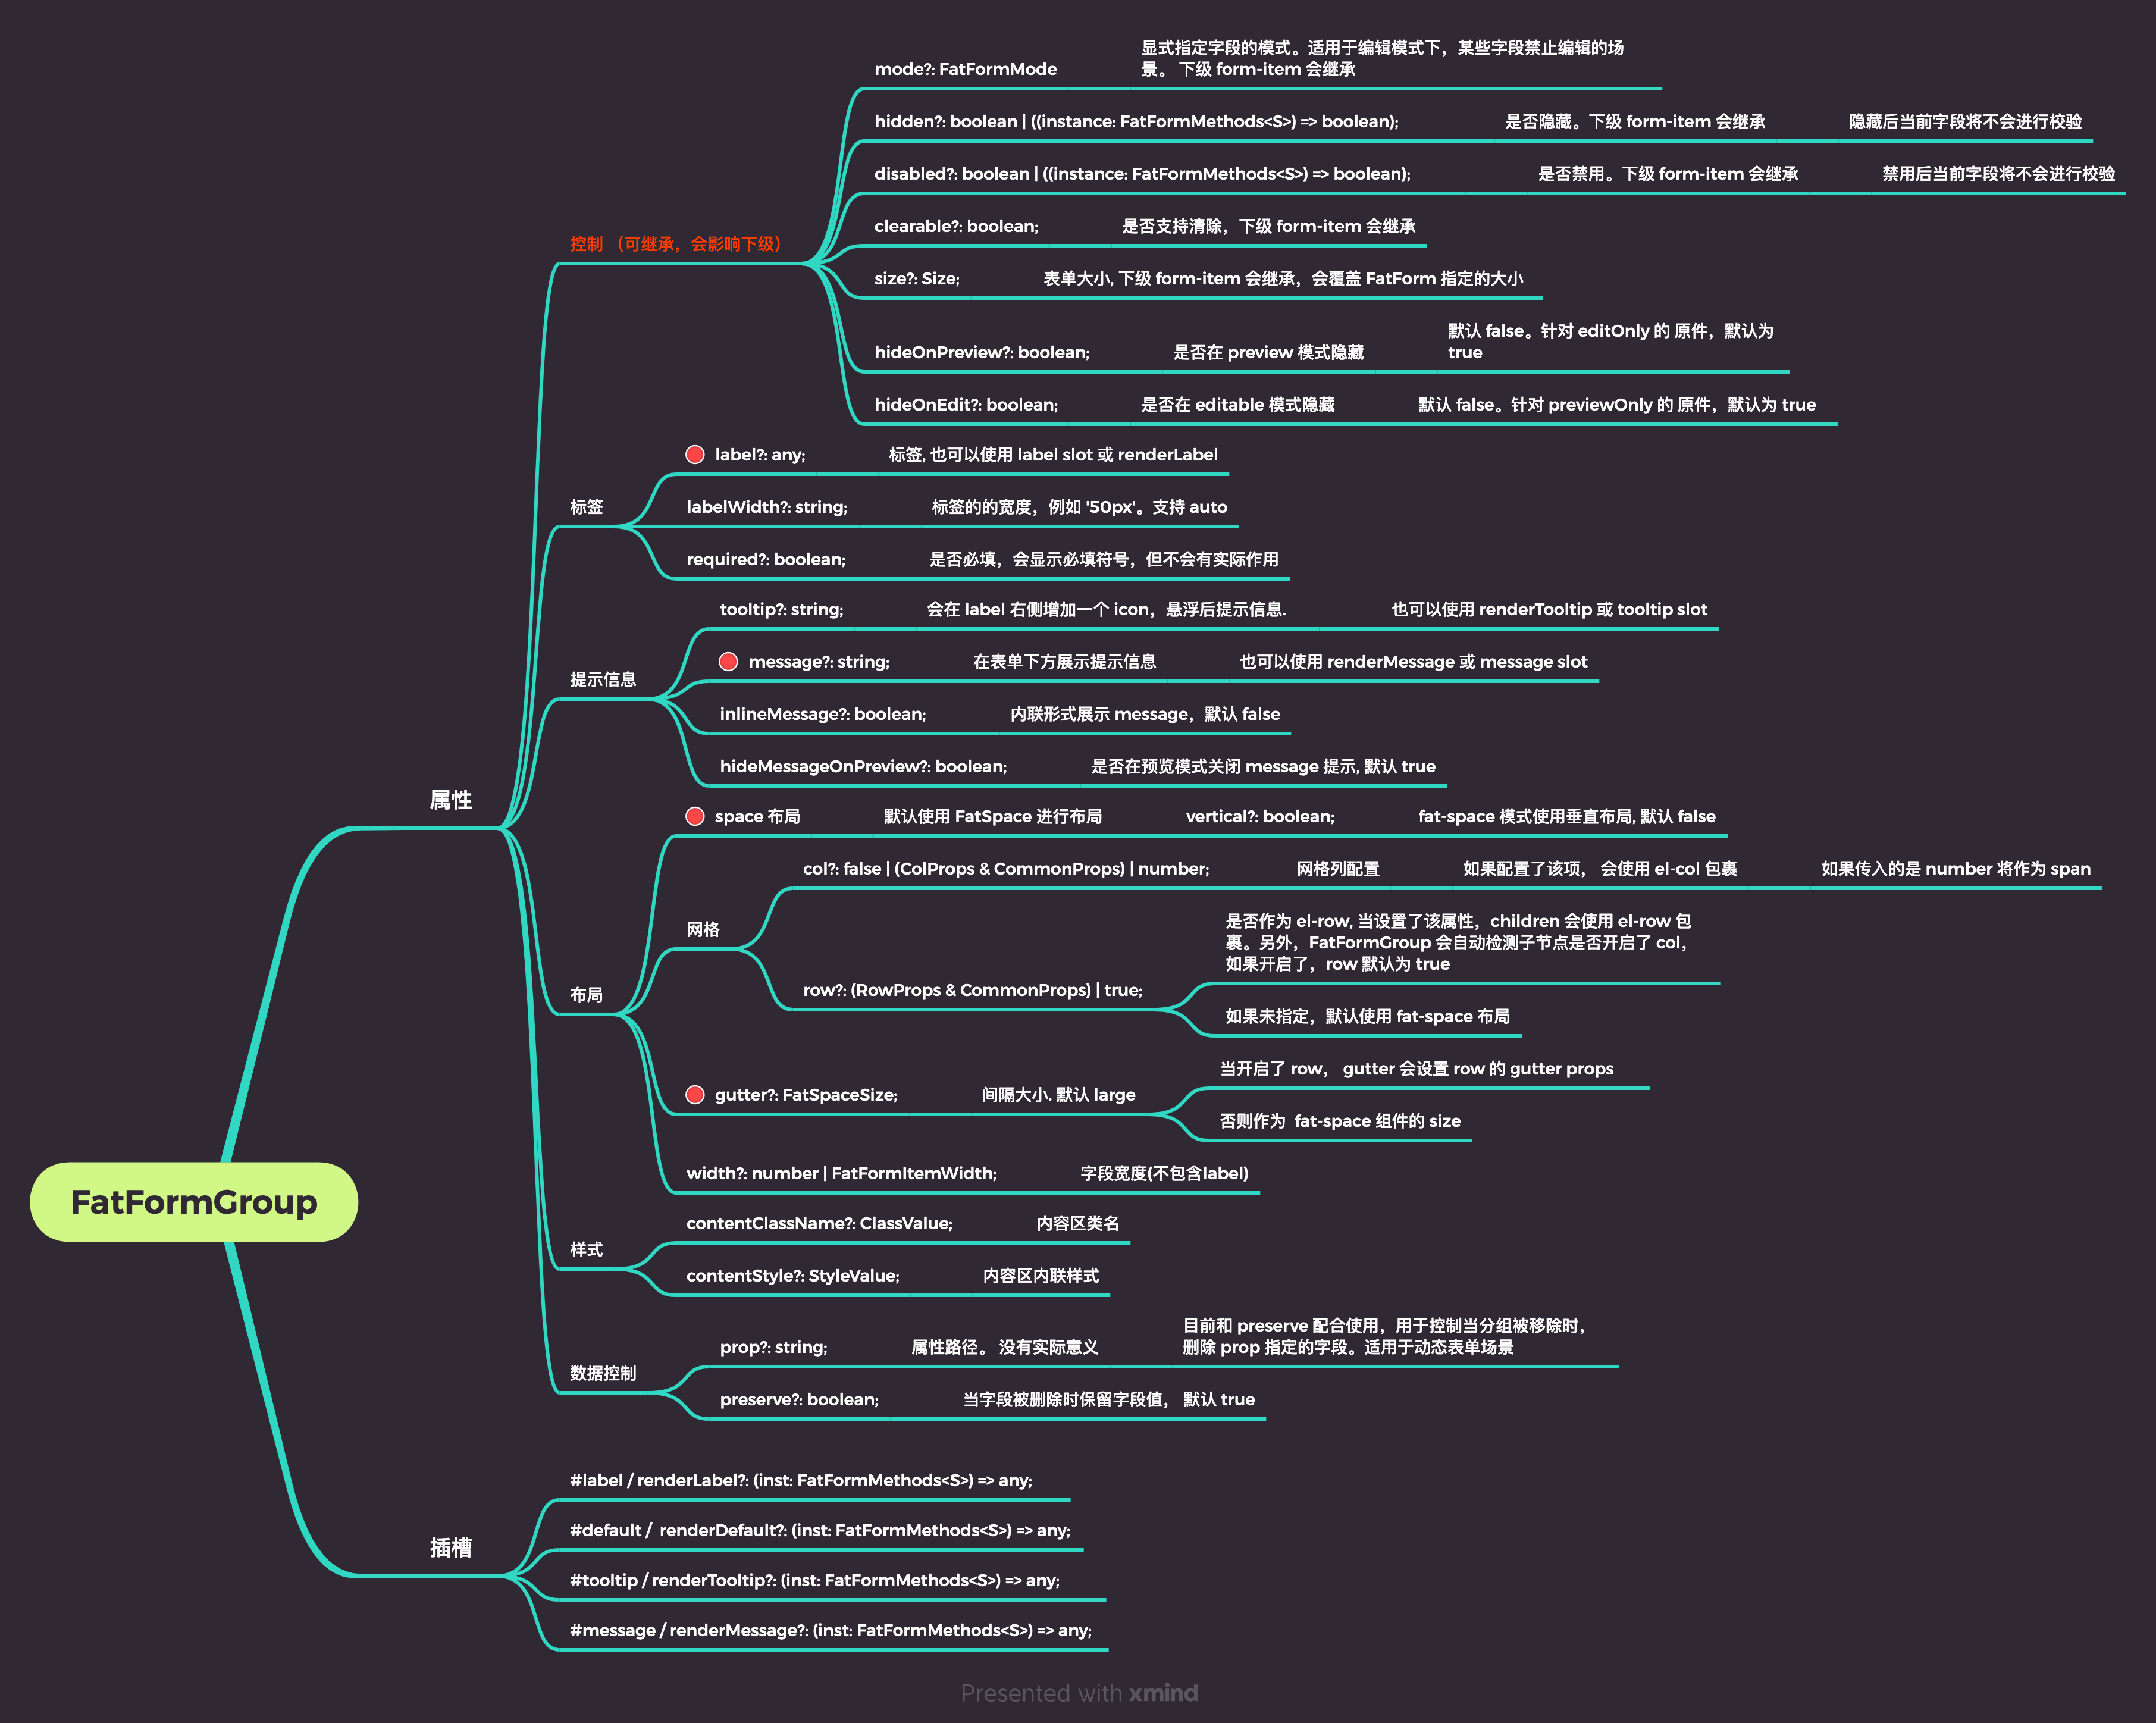 FatFormGroup
属性
控制 （可继承，会影响下级）
mode?: FatFormMode
显式指定字段的模式。适用于编辑模式下，某些字段禁止编辑的场
景。 下级 form-item 会继承
hidden?: boolean | ((instance: FatFormMethods<S>) => boolean);
是否隐藏。下级 form-item 会继承
隐藏后当前字段将不会进行校验
disabled?: boolean | ((instance: FatFormMethods<S>) => boolean);
是否禁用。下级 form-item 会继承
禁用后当前字段将不会进行校验
clearable?: boolean;
是否支持清除，下级 form-item 会继承
size?: Size;
表单大小, 下级 form-item 会继承，会覆盖 FatForm 指定的大小
hideOnPreview?: boolean;
是否在 preview 模式隐藏
默认 false。针对 editOnly 的 原件，默认为
true
hideOnEdit?: boolean;
是否在 editable 模式隐藏
默认 false。针对 previewOnly 的 原件，默认为 true
标签
label?: any;
标签, 也可以使用 label slot 或 renderLabel
labelWidth?: string;
标签的的宽度，例如 '50px'。支持 auto
required?: boolean;
是否必填，会显示必填符号，但不会有实际作用
提示信息
tooltip?: string;
会在 label 右侧增加一个 icon，悬浮后提示信息.
也可以使用 renderTooltip 或 tooltip slot
message?: string;
在表单下方展示提示信息
也可以使用 renderMessage 或 message slot
inlineMessage?: boolean;
内联形式展示 message，默认 false
hideMessageOnPreview?: boolean;
是否在预览模式关闭 message 提示, 默认 true
布局
space 布局
默认使用 FatSpace 进行布局
vertical?: boolean;
fat-space 模式使用垂直布局, 默认 false
网格
col?: false | (ColProps & CommonProps) | number;
网格列配置
如果配置了该项， 会使用 el-col 包裹
如果传入的是 number 将作为 span
row?: (RowProps & CommonProps) | true;
是否作为 el-row, 当设置了该属性，children 会使用 el-row 包
裹。另外，FatFormGroup 会自动检测子节点是否开启了 col，
如果开启了，row 默认为 true
如果未指定，默认使用 fat-space 布局
gutter?: FatSpaceSize;
间隔大小. 默认 large
当开启了 row， gutter 会设置 row 的 gutter props
否则作为  fat-space 组件的 size
width?: number | FatFormItemWidth;
字段宽度(不包含label)
样式
contentClassName?: ClassValue;
内容区类名
contentStyle?: StyleValue;
内容区内联样式
数据控制
prop?: string;
属性路径。 没有实际意义
目前和 preserve 配合使用，用于控制当分组被移除时，
删除 prop 指定的字段。适用于动态表单场景
preserve?: boolean;
当字段被删除时保留字段值， 默认 true
插槽
#label / renderLabel?: (inst: FatFormMethods<S>) => any;
#default /  renderDefault?: (inst: FatFormMethods<S>) => any;
#tooltip / renderTooltip?: (inst: FatFormMethods<S>) => any;
#message / renderMessage?: (inst: FatFormMethods<S>) => any;
Presented with xmind